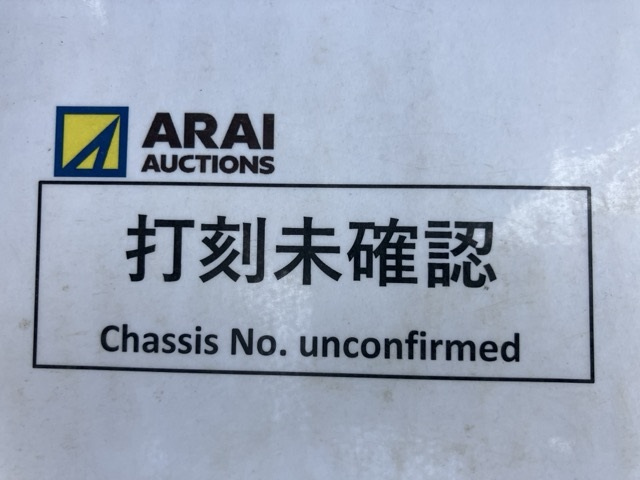 ARAI
AUCTIONS
打刻未確認
Chassis No. unconfirmed